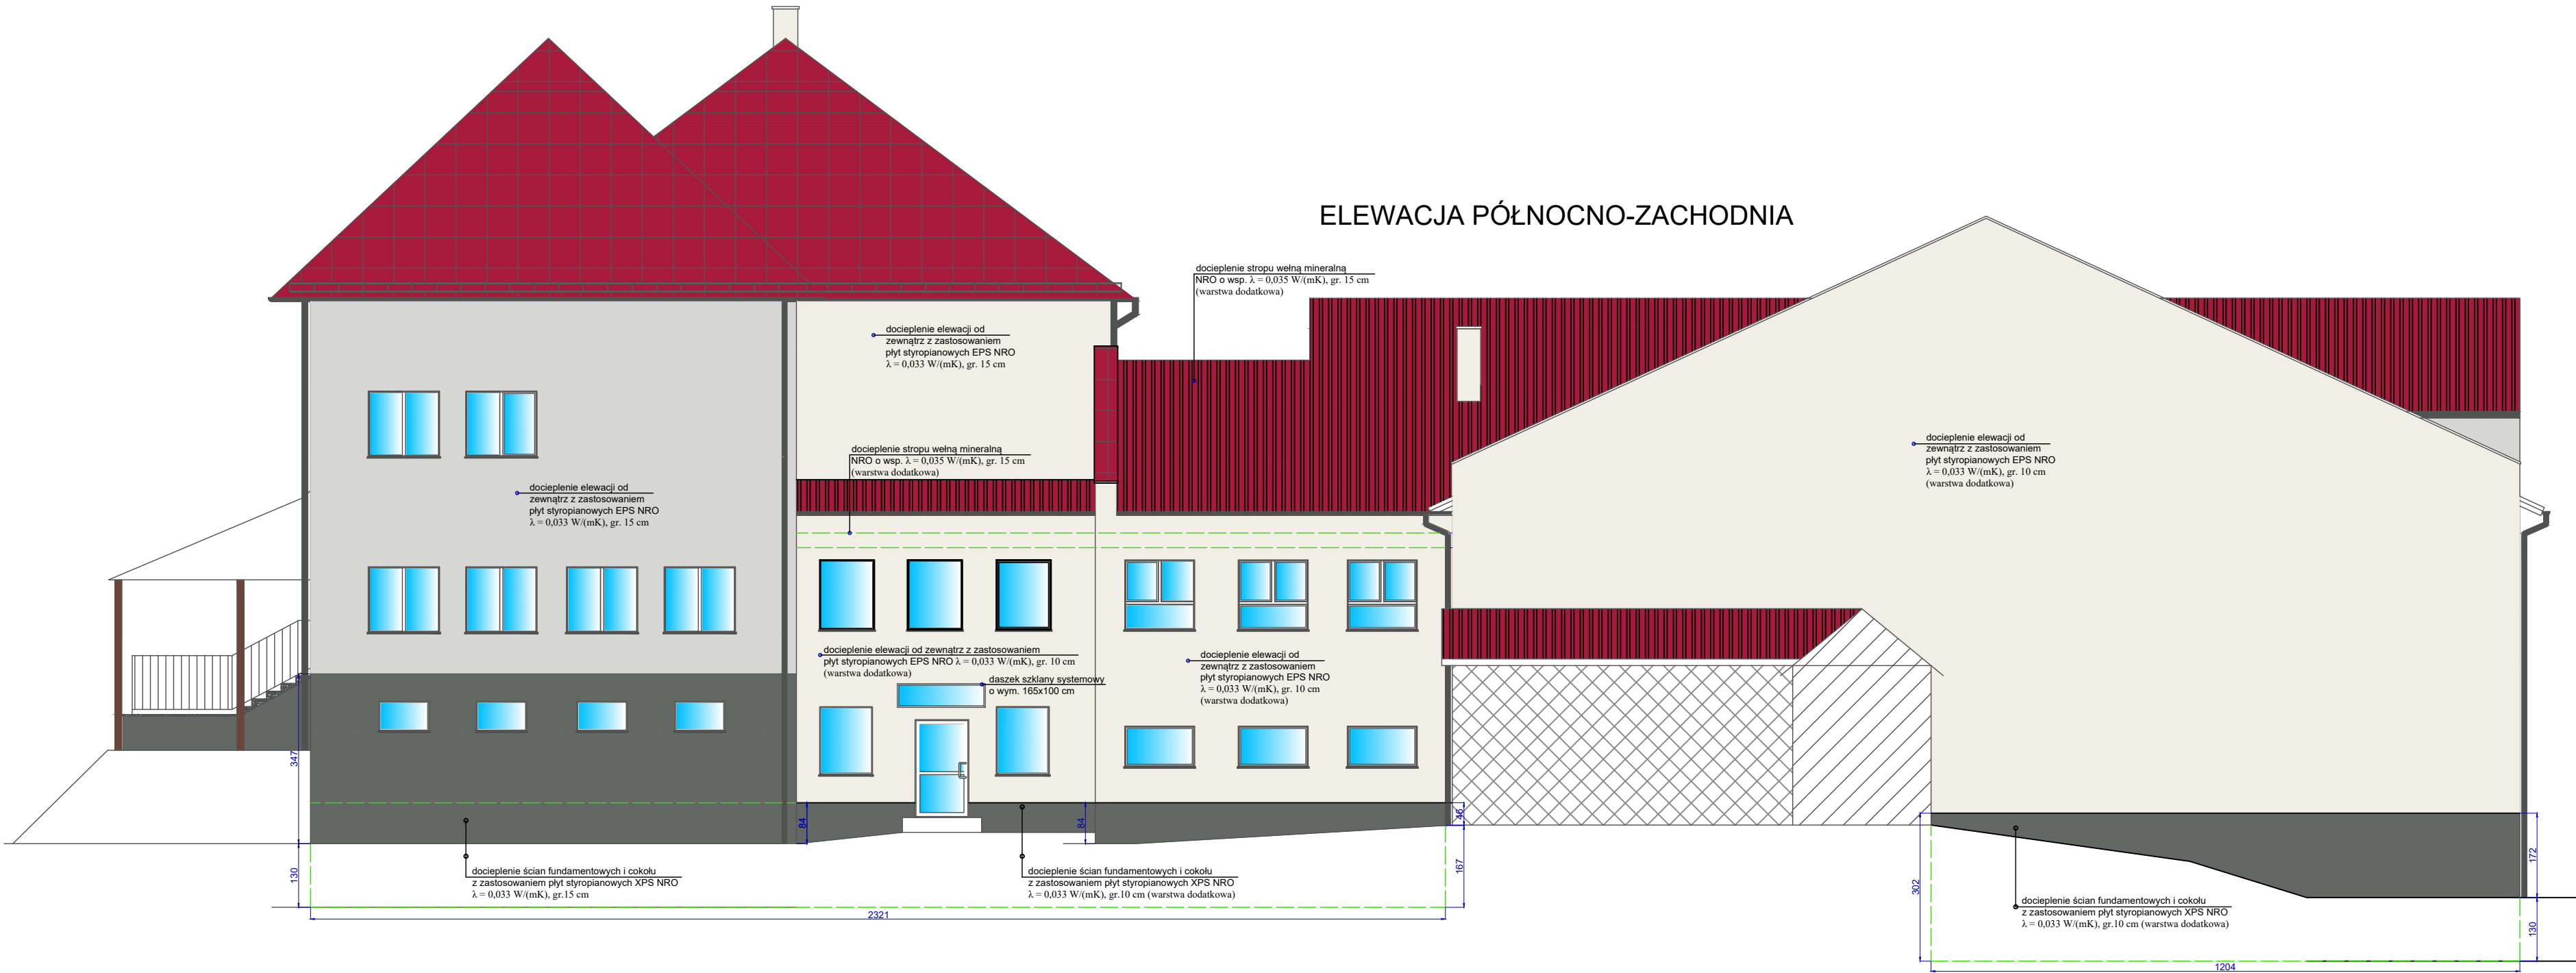 ELEWACJA PÓŁNOCNO-ZACHODNIA
docieplenie stropu wełną mineralną
NRO o wsp. λ = 0,035 W/(mK), gr. 15 cm
(warstwa dodatkowa)
docieplenie elewacji od
zewnątrz z zastosowaniem
płyt styropianowych EPS NRO
λ = 0,033 W/(mK), gr. 15 cm
docieplenie stropu wełną mineralną
NRO o wsp. λ = 0,035 W/(mK), gr. 15 cm
(warstwa dodatkowa)
docieplenie elewacji od
zewnątrz z zastosowaniem
płyt styropianowych EPS NRO
λ = 0,033 W/(mK), gr. 10 cm
(warstwa dodatkowa)
docieplenie elewacji od
zewnątrz z zastosowaniem
płyt styropianowych EPS NRO
λ = 0,033 W/(mK), gr. 15 cm
docieplenie elewacji od zewnątrz z zastosowaniem
płyt styropianowych EPS NRO λ = 0,033 W/(mK), gr. 10 cm
(warstwa dodatkowa)
daszek szklany systemowy
o wym. 165x100 cm
docieplenie elewacji od
zewnątrz z zastosowaniem
płyt styropianowych EPS NRO
λ = 0,033 W/(mK), gr. 10 cm
(warstwa dodatkowa)
347
84
84
46
130
167
302
172
130
docieplenie ścian fundamentowych i cokołu
z zastosowaniem płyt styropianowych XPS NRO
λ = 0,033 W/(mK), gr.15 cm
docieplenie ścian fundamentowych i cokołu
z zastosowaniem płyt styropianowych XPS NRO
λ = 0,033 W/(mK), gr.10 cm (warstwa dodatkowa)
docieplenie ścian fundamentowych i cokołu
z zastosowaniem płyt styropianowych XPS NRO
λ = 0,033 W/(mK), gr.10 cm (warstwa dodatkowa)
2321
1204